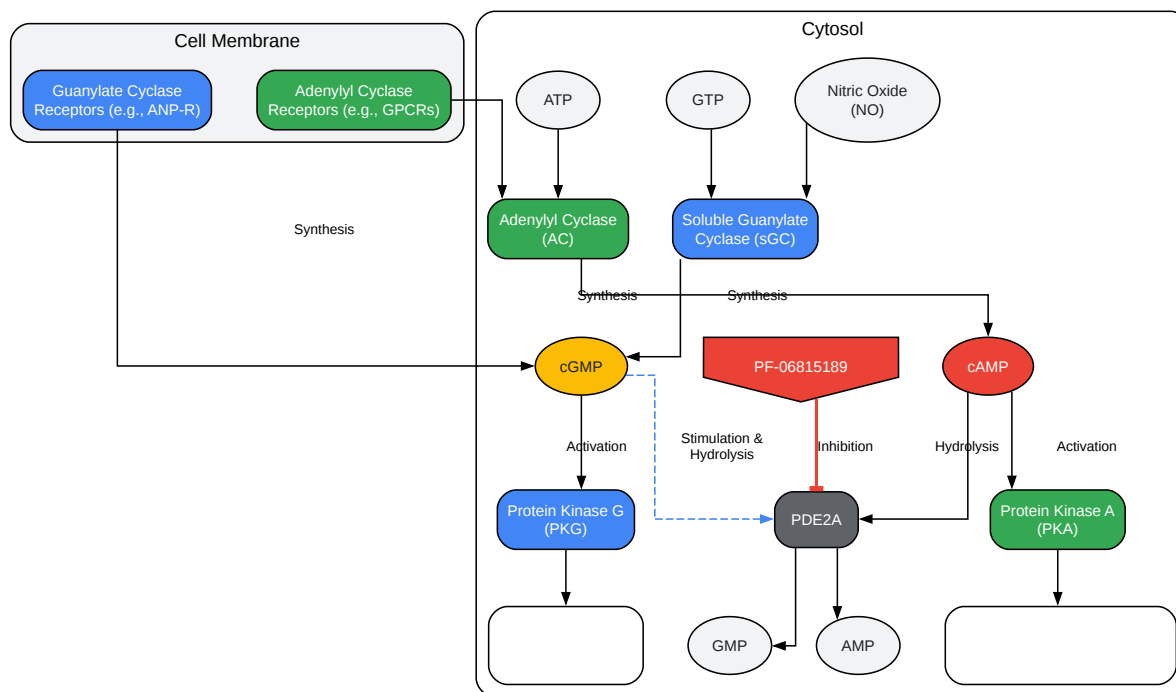 Cell Membrane
Cytosol
Guanylate Cyclase
Receptors (e.g., ANP-R)
Adenylyl Cyclase
Receptors (e.g., GPCRs)
ATP
GTP
Nitric Oxide
(NO)
Synthesis
Adenylyl Cyclase
(AC)
Soluble Guanylate
Cyclase (sGC)
Synthesis
Synthesis
cGMP
PF-06815189
cAMP
Activation
Stimulation &
Hydrolysis
Inhibition
Hydrolysis
Activation
Protein Kinase G
(PKG)
PDE2A
Protein Kinase A
(PKA)
GMP
AMP